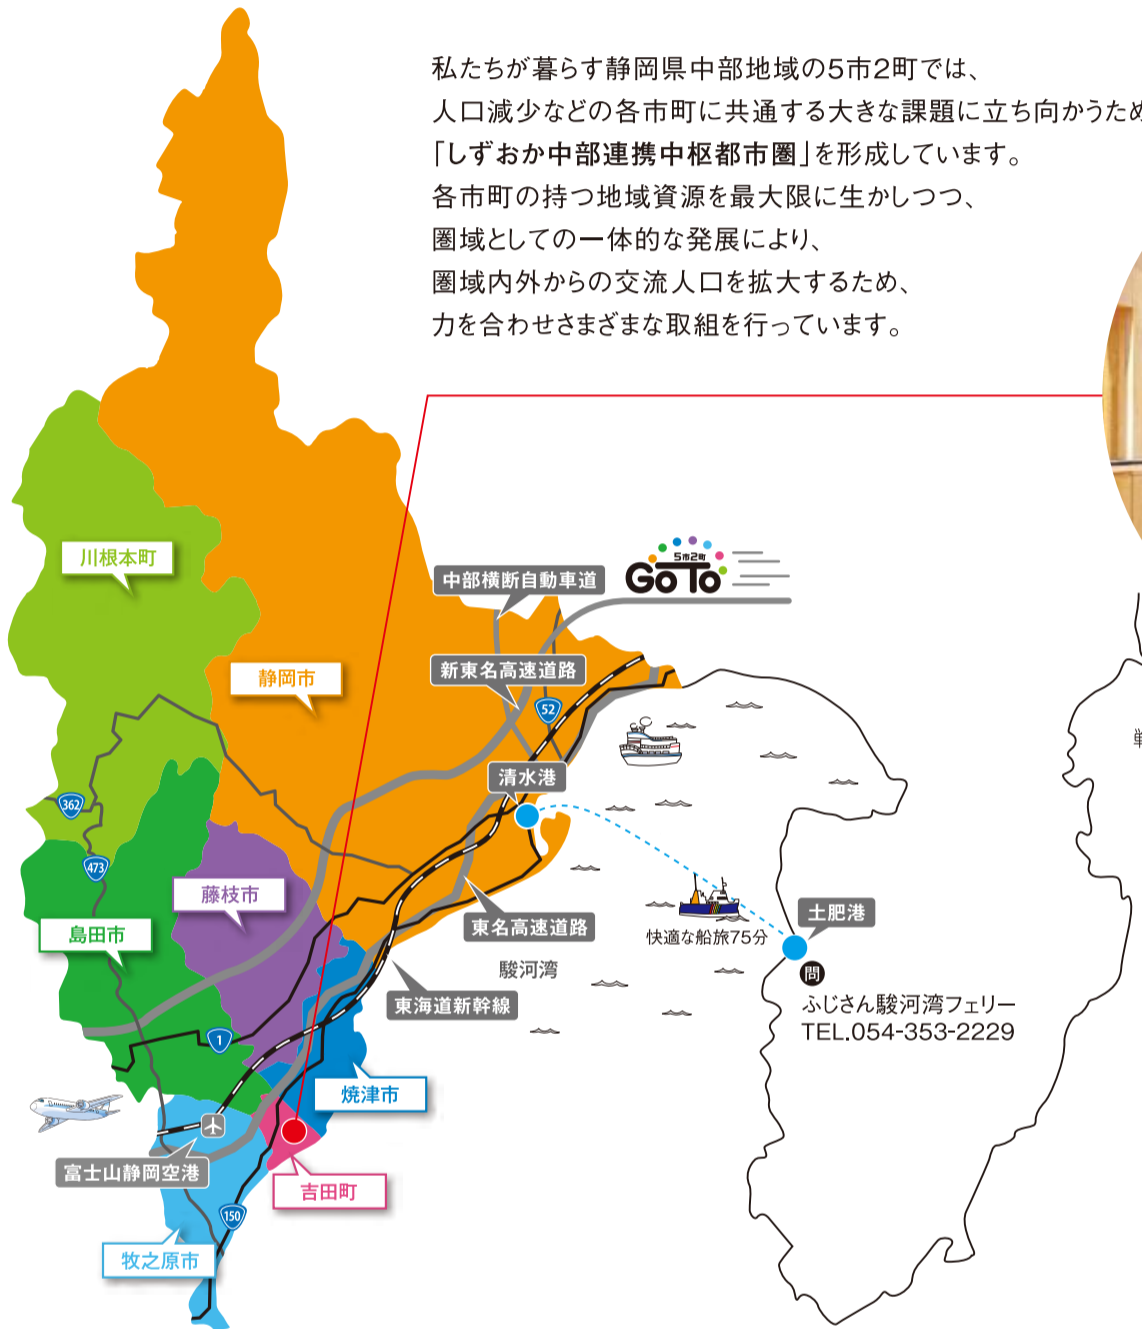 私たちが暮らす静岡県中部地域の5市2町では、
人口減少などの各市町に共通する大きな課題に立ち向かうため
「しずおか中部連携中枢都市圏」を形成しています。
各市町の持つ地域資源を最大限に生かしつつ、
圏域としての一体的な発展により、
圏域内外からの交流人口を拡大するため、
力を合わせさまざまな取組を行っています。
5市2町
GoTo
川根本町
中部横断自動車道
静岡市
新東名高速道路
52
清水港
362
473
藤枝市
島田市
東名高速道路
土肥港
快適な船旅75分
駿河湾
東海道新幹線
問
ふじさん駿河湾フェリー
TEL.054-353-2229
1
焼津市
富士山静岡空港
吉田町
150
牧之原市